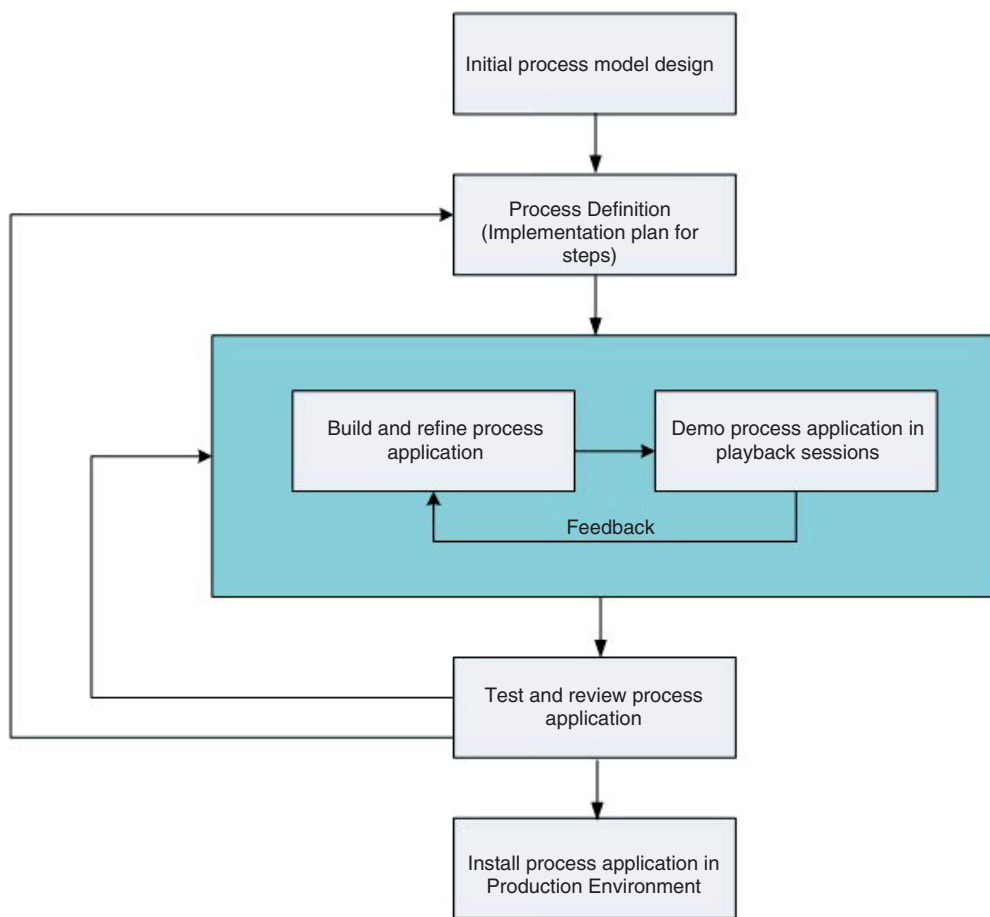 Initial process model design
Process Definition
(Implementation plan for
steps)
Build and refine process
application
Demo process application in
playback sessions
Feedback
Test and review process
application
Install process application in
Production Environment